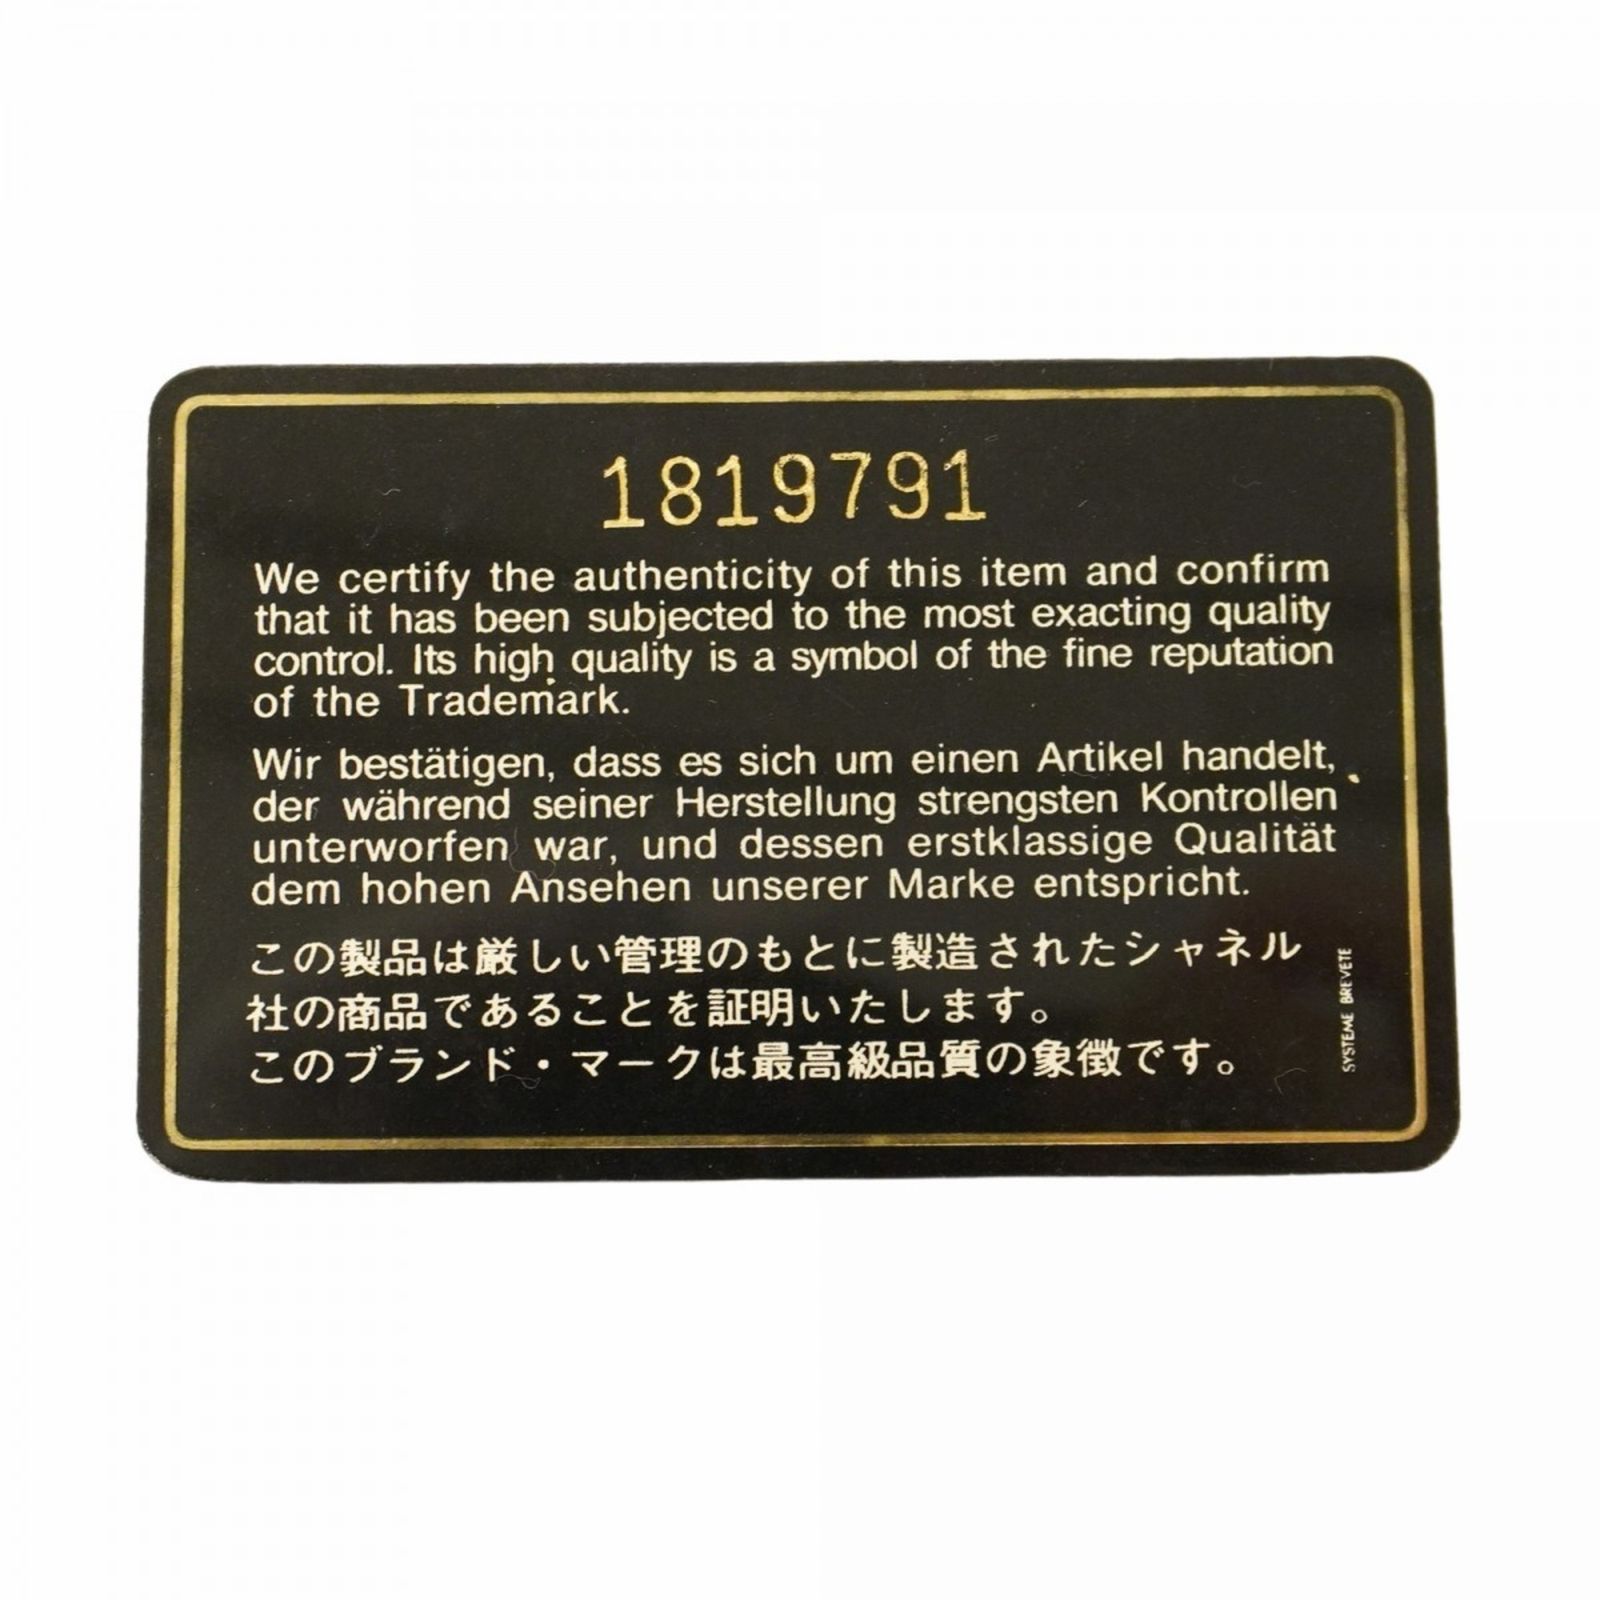 1819791
We certify the authenticity of this item and confirm
that it has been subjected to the most exacting quality
control. Its high quality is a symbol of the fine reputation
of the Trademark.
Wir bestätigen, dass es sich um einen Artikel handelt,
der während seiner Herstellung strengsten Kontrollen
unterworfen war, und dessen erstklassige Qualität
dem hohen Ansehen unserer Marke entspricht.
この製品は厳しい管理のもとに製造されたシャネル
社の商品であることを証明いたします。
このブランド・マークは最高級品質の象徴です。
SYSTEME BREVETE